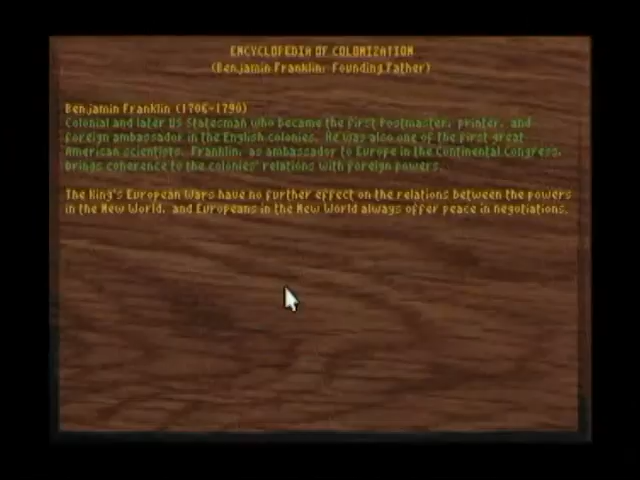 ENCYCLOPEDIA OF COLONIZATION
(Benjamin Franklin: Founding Father)
Benjamin Franklin (1706-1790)
Colonial and later US Statesman who became the first Postmaster, printer, and
foreign ambassador in the English colonies. He was also one of the first great
American scientists. Franklin, as ambassador to Europe in the Continental Congress,
brings coherence to the colonies' relations with foreign powers.
The King's European Wars have no further effect on the relations between the powers
in the New World, and Europeans in the New World always offer peace in negotiations.